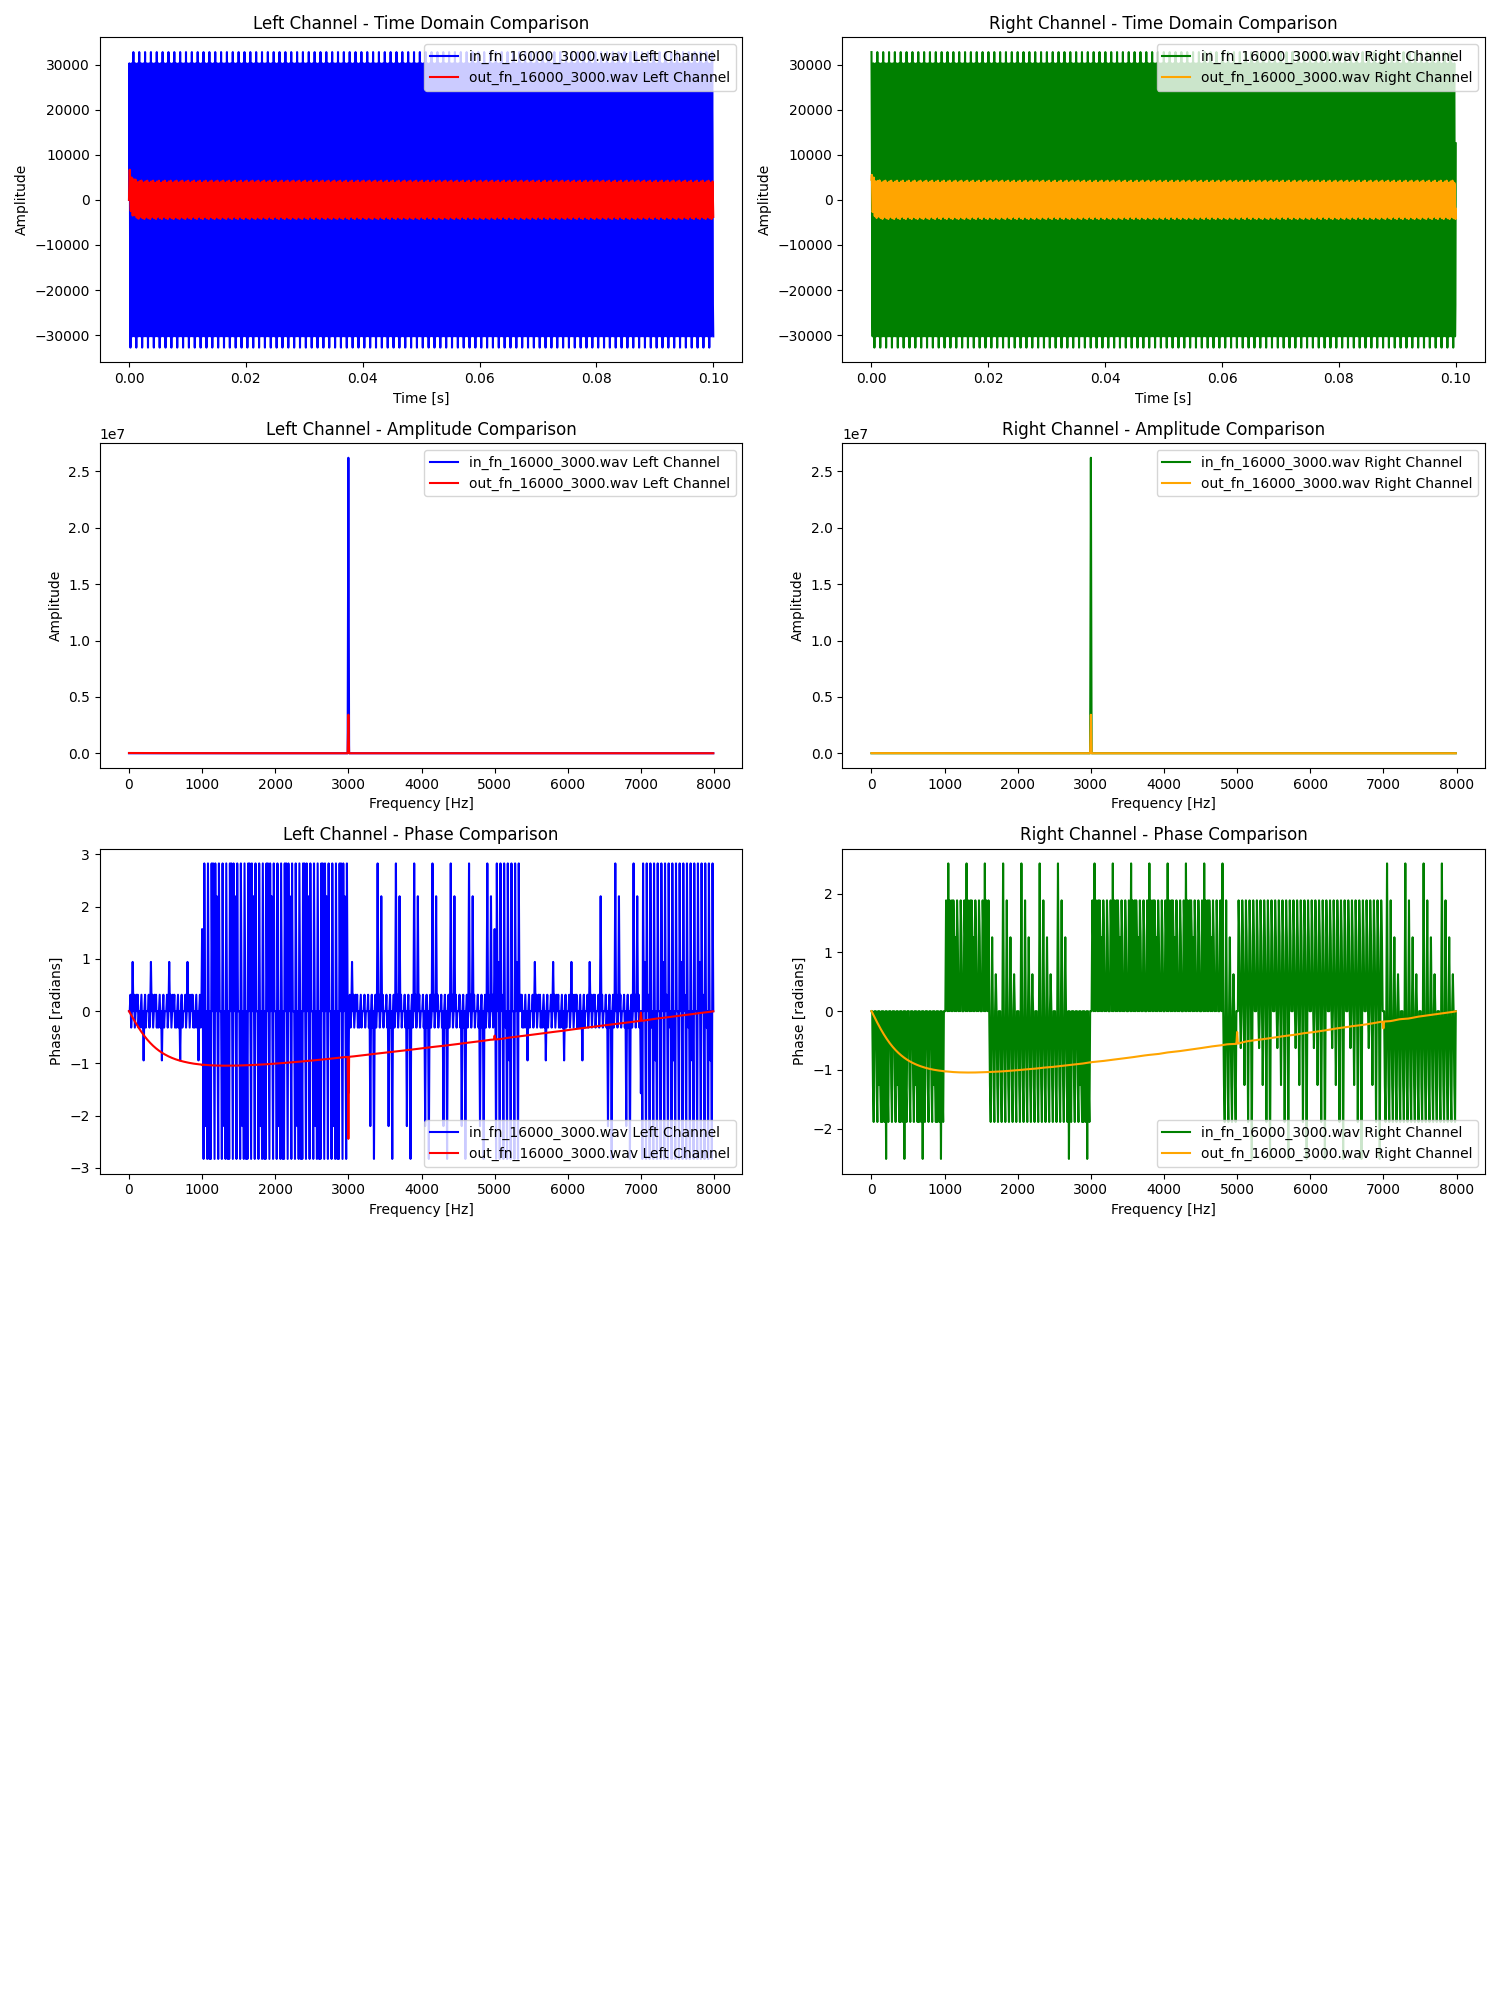 Left Channel - Time Domain Comparison
in_fn_16000_3000.wav Left Channel
out_fn_16000_3000.wav Left Channel
30000
20000
10000
0
−10000
−20000
−30000
Amplitude
0.00 0.02 0.04 0.06 0.08 0.10
Time [s]
Right Channel - Time Domain Comparison
in_fn_16000_3000.wav Right Channel
out_fn_16000_3000.wav Right Channel
30000
20000
10000
0
−10000
−20000
−30000
Amplitude
0.00 0.02 0.04 0.06 0.08 0.10
Time [s]
Left Channel - Amplitude Comparison
1e7
in_fn_16000_3000.wav Left Channel
out_fn_16000_3000.wav Left Channel
2.5
2.0
1.5
1.0
0.5
0.0
Amplitude
0 1000 2000 3000 4000 5000 6000 7000 8000
Frequency [Hz]
Right Channel - Amplitude Comparison
1e7
in_fn_16000_3000.wav Right Channel
out_fn_16000_3000.wav Right Channel
2.5
2.0
1.5
1.0
0.5
0.0
Amplitude
0 1000 2000 3000 4000 5000 6000 7000 8000
Frequency [Hz]
Left Channel - Phase Comparison
3
2
1
0
−1
−2
−3
Phase [radians]
in_fn_16000_3000.wav Left Channel
out_fn_16000_3000.wav Left Channel
0 1000 2000 3000 4000 5000 6000 7000 8000
Frequency [Hz]
Right Channel - Phase Comparison
2
1
0
−1
−2
Phase [radians]
in_fn_16000_3000.wav Right Channel
out_fn_16000_3000.wav Right Channel
0 1000 2000 3000 4000 5000 6000 7000 8000
Frequency [Hz]